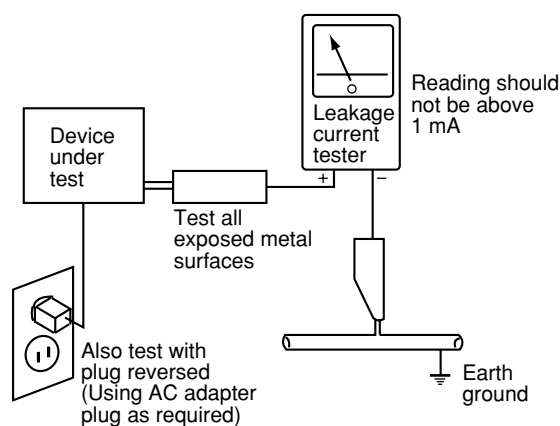 Device
under
test
Leakage
current
tester
+
−
Reading should
not be above
1 mA
Test all
exposed metal
surfaces
Also test with
plug reversed
(Using AC adapter
plug as required)
Earth
ground